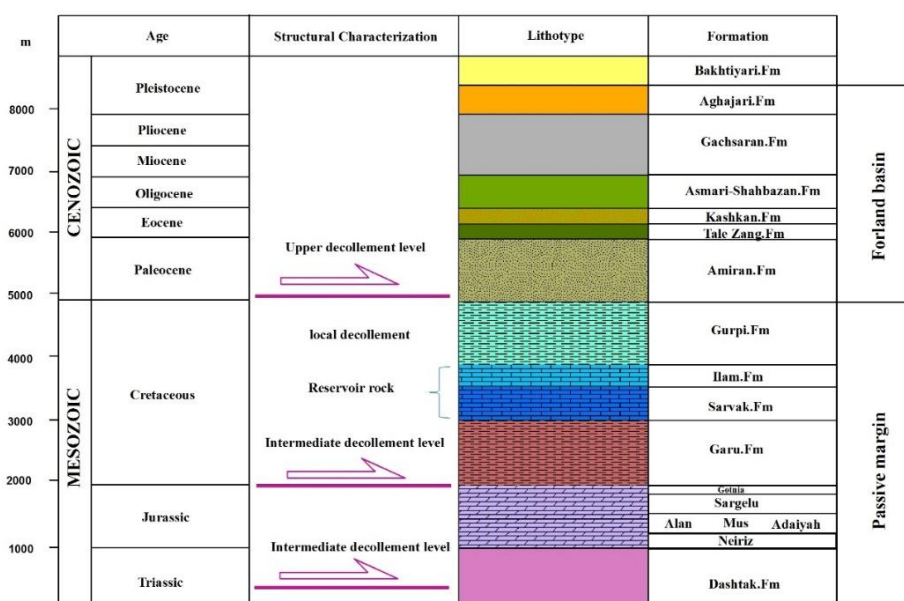 m
Age
Structural Characterization
Lithotype
Formation
Bakhtiyari.Fm
Pleistocene
8000
Aghajari.Fm
Pliocene
Gachsaran.Fm
Miocene
7000
CENOZOIC
Oligocene
Asmari-Shahbazan.Fm
Forland basin
Eocene
Kashkan.Fm
6000
Tale Zang.Fm
Upper decollement level
Paleocene
Amiran.Fm
5000
local decollement
Gurpi.Fm
4000
Reservoir rock
Ilam.Fm
Cretaceous
Sarvak.Fm
3000
MESOZOIC
Intermediate decollement level
Garu.Fm
Passive margin
2000
Gotnia
Sargelu
Jurassic
Alan Mus Adaiyah
Neiriz
1000
Intermediate decollement level
Triassic
Dashtak.Fm